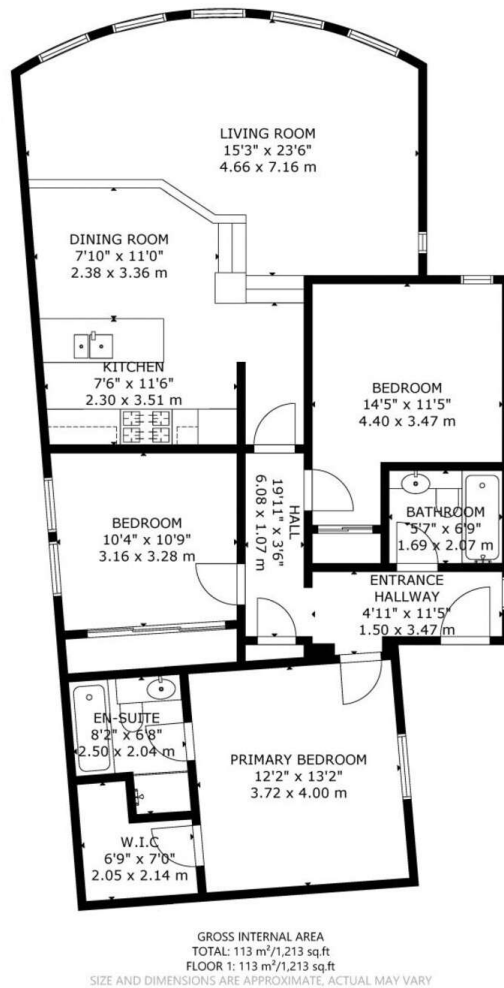 LIVING ROOM
15'3" x 23'6"
4.66 x 7.16 m
DINING ROOM
7'10" x 11'0"
2.38 x 3.36 m
KITCHEN
7'6" x 11'6"
2.30 x 3.51 m
BEDROOM
14'5" x 11'5"
4.40 x 3.47 m
BATHROOM
5'7" x 6'9"
1.69 x 2.07 m
HALL
19'11" x 3'6"
6.08 x 1.07 m
BEDROOM
10'4" x 10'9"
3.16 x 3.28 m
ENTRANCE
HALLWAY
4'11" x 11'5"
1.50 x 3.47 m
EN-SUITE
8'2" x 6'8"
2.50 x 2.04 m
PRIMARY BEDROOM
12'2" x 13'2"
3.72 x 4.00 m
W.I.C
6'9" x 7'0"
2.05 x 2.14 m
GROSS INTERNAL AREA
TOTAL: 113 m²/1,213 sq.ft
FLOOR 1: 113 m²/1,213 sq.ft
SIZE AND DIMENSIONS ARE APPROXIMATE, ACTUAL MAY VARY